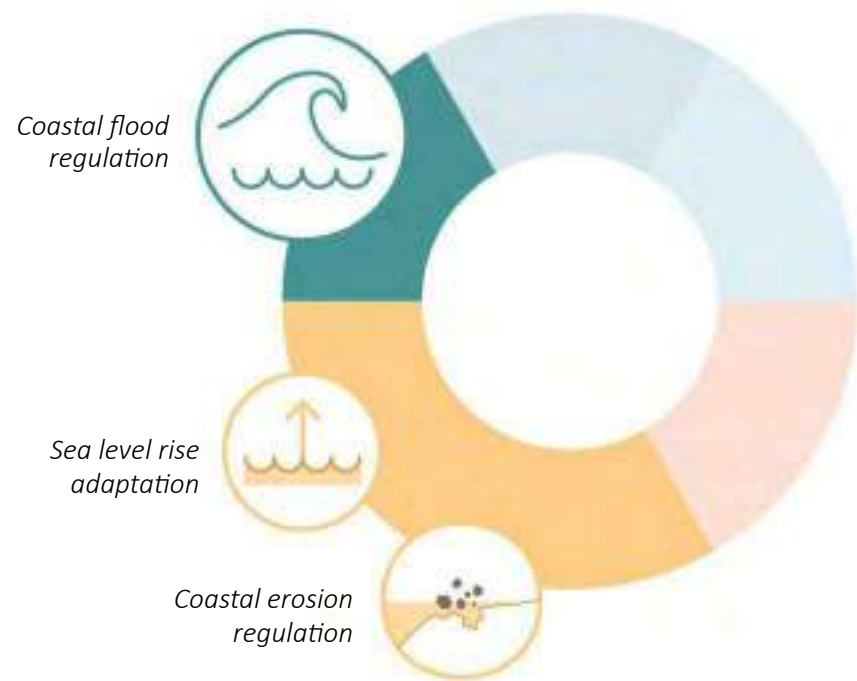 Coastal flood
regulation
Sea level rise
adaptation
Coastal erosion
regulation